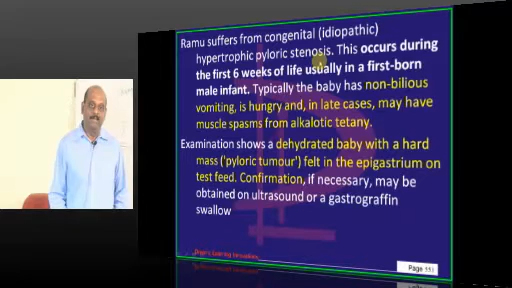 Ramu suffers from congenital (idiopathic)
hypertrophic pyloric stenosis. This occurs during
the first 6 weeks of life usually in a first-born
male infant. Typically the baby has non-bilious
vomiting, is hungry and, in late cases, may have
muscle spasms from alkalotic tetany.
Examination shows a dehydrated baby with a hard
mass ('pyloric tumour') felt in the epigastrium on
test feed. Confirmation, if necessary, may be
obtained on ultrasound or a gastrograffin
swallow
Page 551